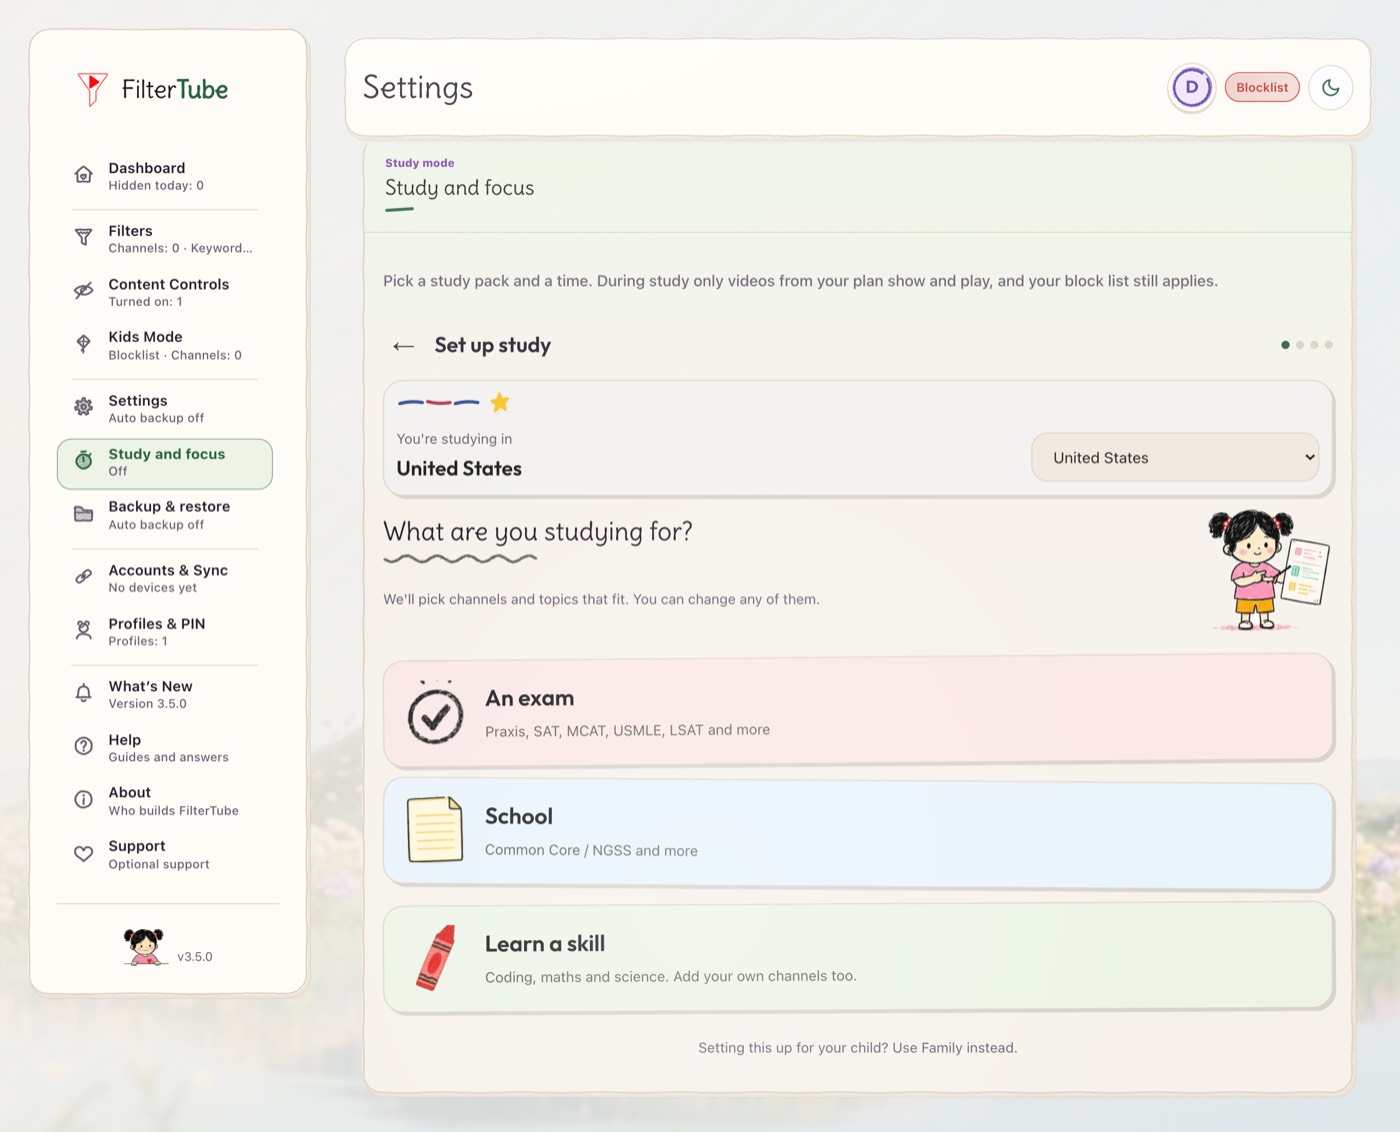 FilterTube
Dashboard
Hidden today: 0
Filters
Channels: 0 · Keyword...
Content Controls
Turned on: 1
Kids Mode
Blocklist · Channels: 0
Settings
Auto backup off
Study and focus
Off
Backup & restore
Auto backup off
Accounts & Sync
No devices yet
Profiles & PIN
Profiles: 1
What's New
Version 3.5.0
Help
Guides and answers
About
Who builds FilterTube
Support
Optional support
v3.5.0
Settings
D
Blocklist
Study mode
Study and focus
Pick a study pack and a time. During study only videos from your plan show and play, and your block list still applies.
← Set up study
You're studying in
United States
United States
What are you studying for?
We'll pick channels and topics that fit. You can change any of them.
An exam
Praxis, SAT, MCAT, USMLE, LSAT and more
School
Common Core / NGSS and more
Learn a skill
Coding, maths and science. Add your own channels too.
Setting this up for your child? Use Family instead.